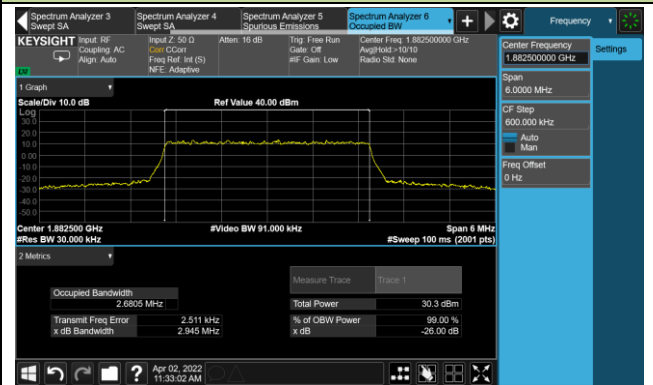 Spectrum Analyzer 3
Swept SA
Spectrum Analyzer 4
Swept SA
Spectrum Analyzer 5
Spurious Emissions
Spectrum Analyzer 6
Occupied BW
Frequency
KEYSIGHT
Input: RF
Coupling: AC
Align: Auto
Input Z: 50 Ω
Corr CCorr
Freq Ref: Int (S)
NFE: Adaptive
Atten: 16 dB
Trig: Free Run
Gate: Off
#IF Gain: Low
Center Freq: 1.882500000 GHz
Avg|Hold:>10/10
Radio Std: None
Center Frequency
1.882500000 GHz
Settings
Span
6.0000 MHz
CF Step
600.000 kHz
Auto
Man
Freq Offset
0 Hz
1 Graph
Scale/Div 10.0 dB
Ref Value 40.00 dBm
Log
30.0
20.0
10.0
0.00
-10.0
-20.0
-30.0
-40.0
-50.0
Center 1.882500 GHz
#Video BW 91.000 kHz
Span 6 MHz
#Res BW 30.000 kHz
#Sweep 100 ms (2001 pts)
2 Metrics
Measure Trace
Trace 1
Occupied Bandwidth
2.6805 MHz
Total Power
30.3 dBm
Transmit Freq Error
2.511 kHz
% of OBW Power
99.00 %
x dB Bandwidth
2.945 MHz
x dB
-26.00 dB
Apr 02, 2022
11:33:02 AM